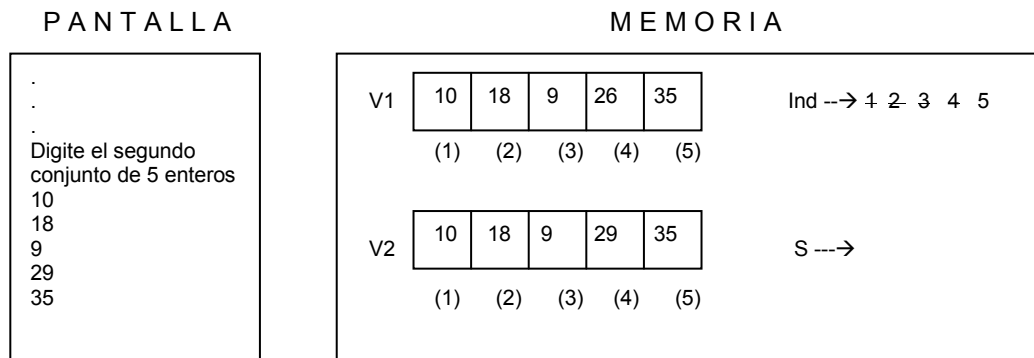 P A N T A L L A
M E M O R I A
.
.
.
Digite el segundo
conjunto de 5 enteros
10
18
9
29
35
V1 10 18 9 26 35 Ind --→ 1 2 3 4 5
(1) (2) (3) (4) (5)
V2 10 18 9 29 35 S ---→
(1) (2) (3) (4) (5)